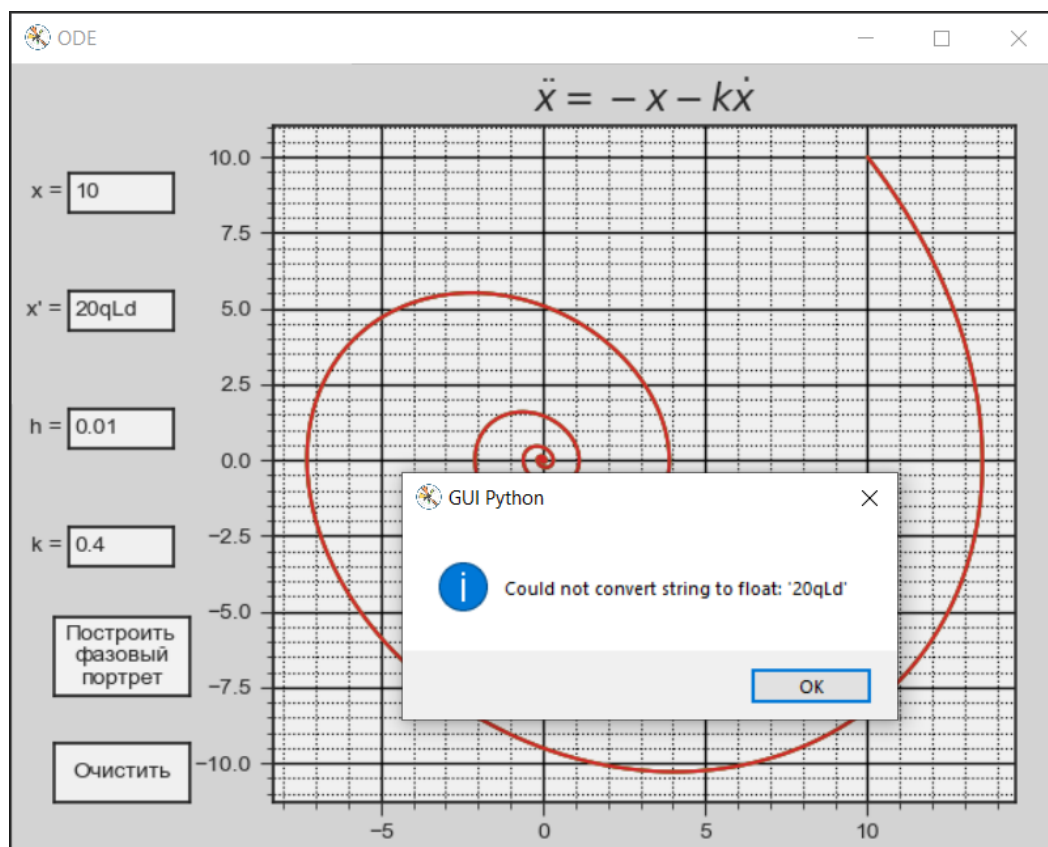 ODE
ẍ = − x − kẋ
x = 10
x' = 20qLd
h = 0.01
k = 0.4
Построить
фазовый
портрет
Очистить
10.0
7.5
5.0
2.5
0.0
−2.5
−5.0
−7.5
−10.0
−5
0
5
10
GUI Python
Could not convert string to float: '20qLd'
OK